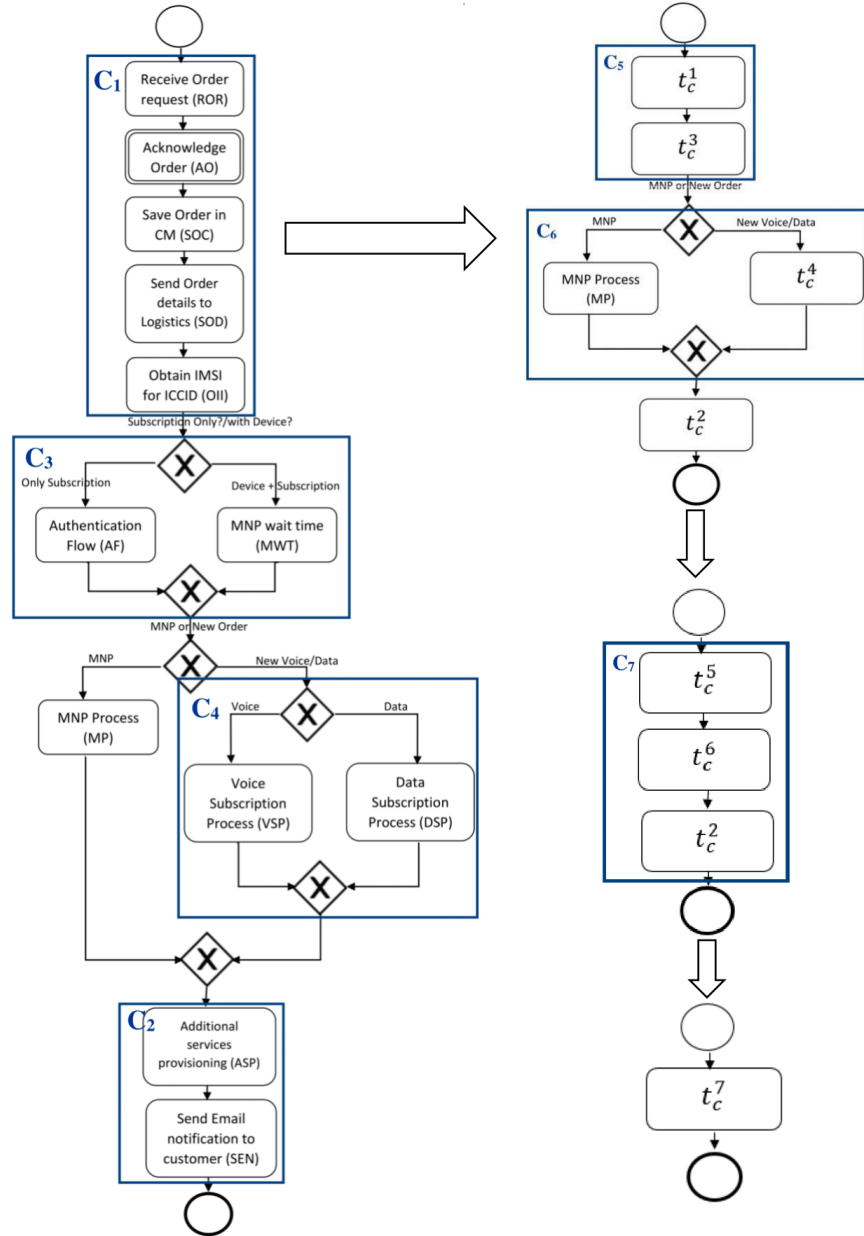 C₁
Receive Order
request (ROR)
Acknowledge
Order (AO)
Save Order in
CM (SOC)
Send Order
details to
Logistics (SOD)
Obtain IMSI
for ICCID (OII)
Subscription Only?/with Device?
C₃
X
Only Subscription
Device + Subscription
Authentication
Flow (AF)
MNP wait time
(MWT)
X
MNP or New Order
X
MNP
New Voice/Data
MNP Process
(MP)
C₄
X
Voice
Data
Voice
Subscription
Process (VSP)
Data
Subscription
Process (DSP)
X
X
C₂
Additional
services
provisioning (ASP)
Send Email
notification to
customer (SEN)
C₅
t_c^1
t_c^3
MNP or New Order
C₆
X
MNP
New Voice/Data
MNP Process
(MP)
t_c^4
X
t_c^2
C₇
t_c^5
t_c^6
t_c^2
t_c^7